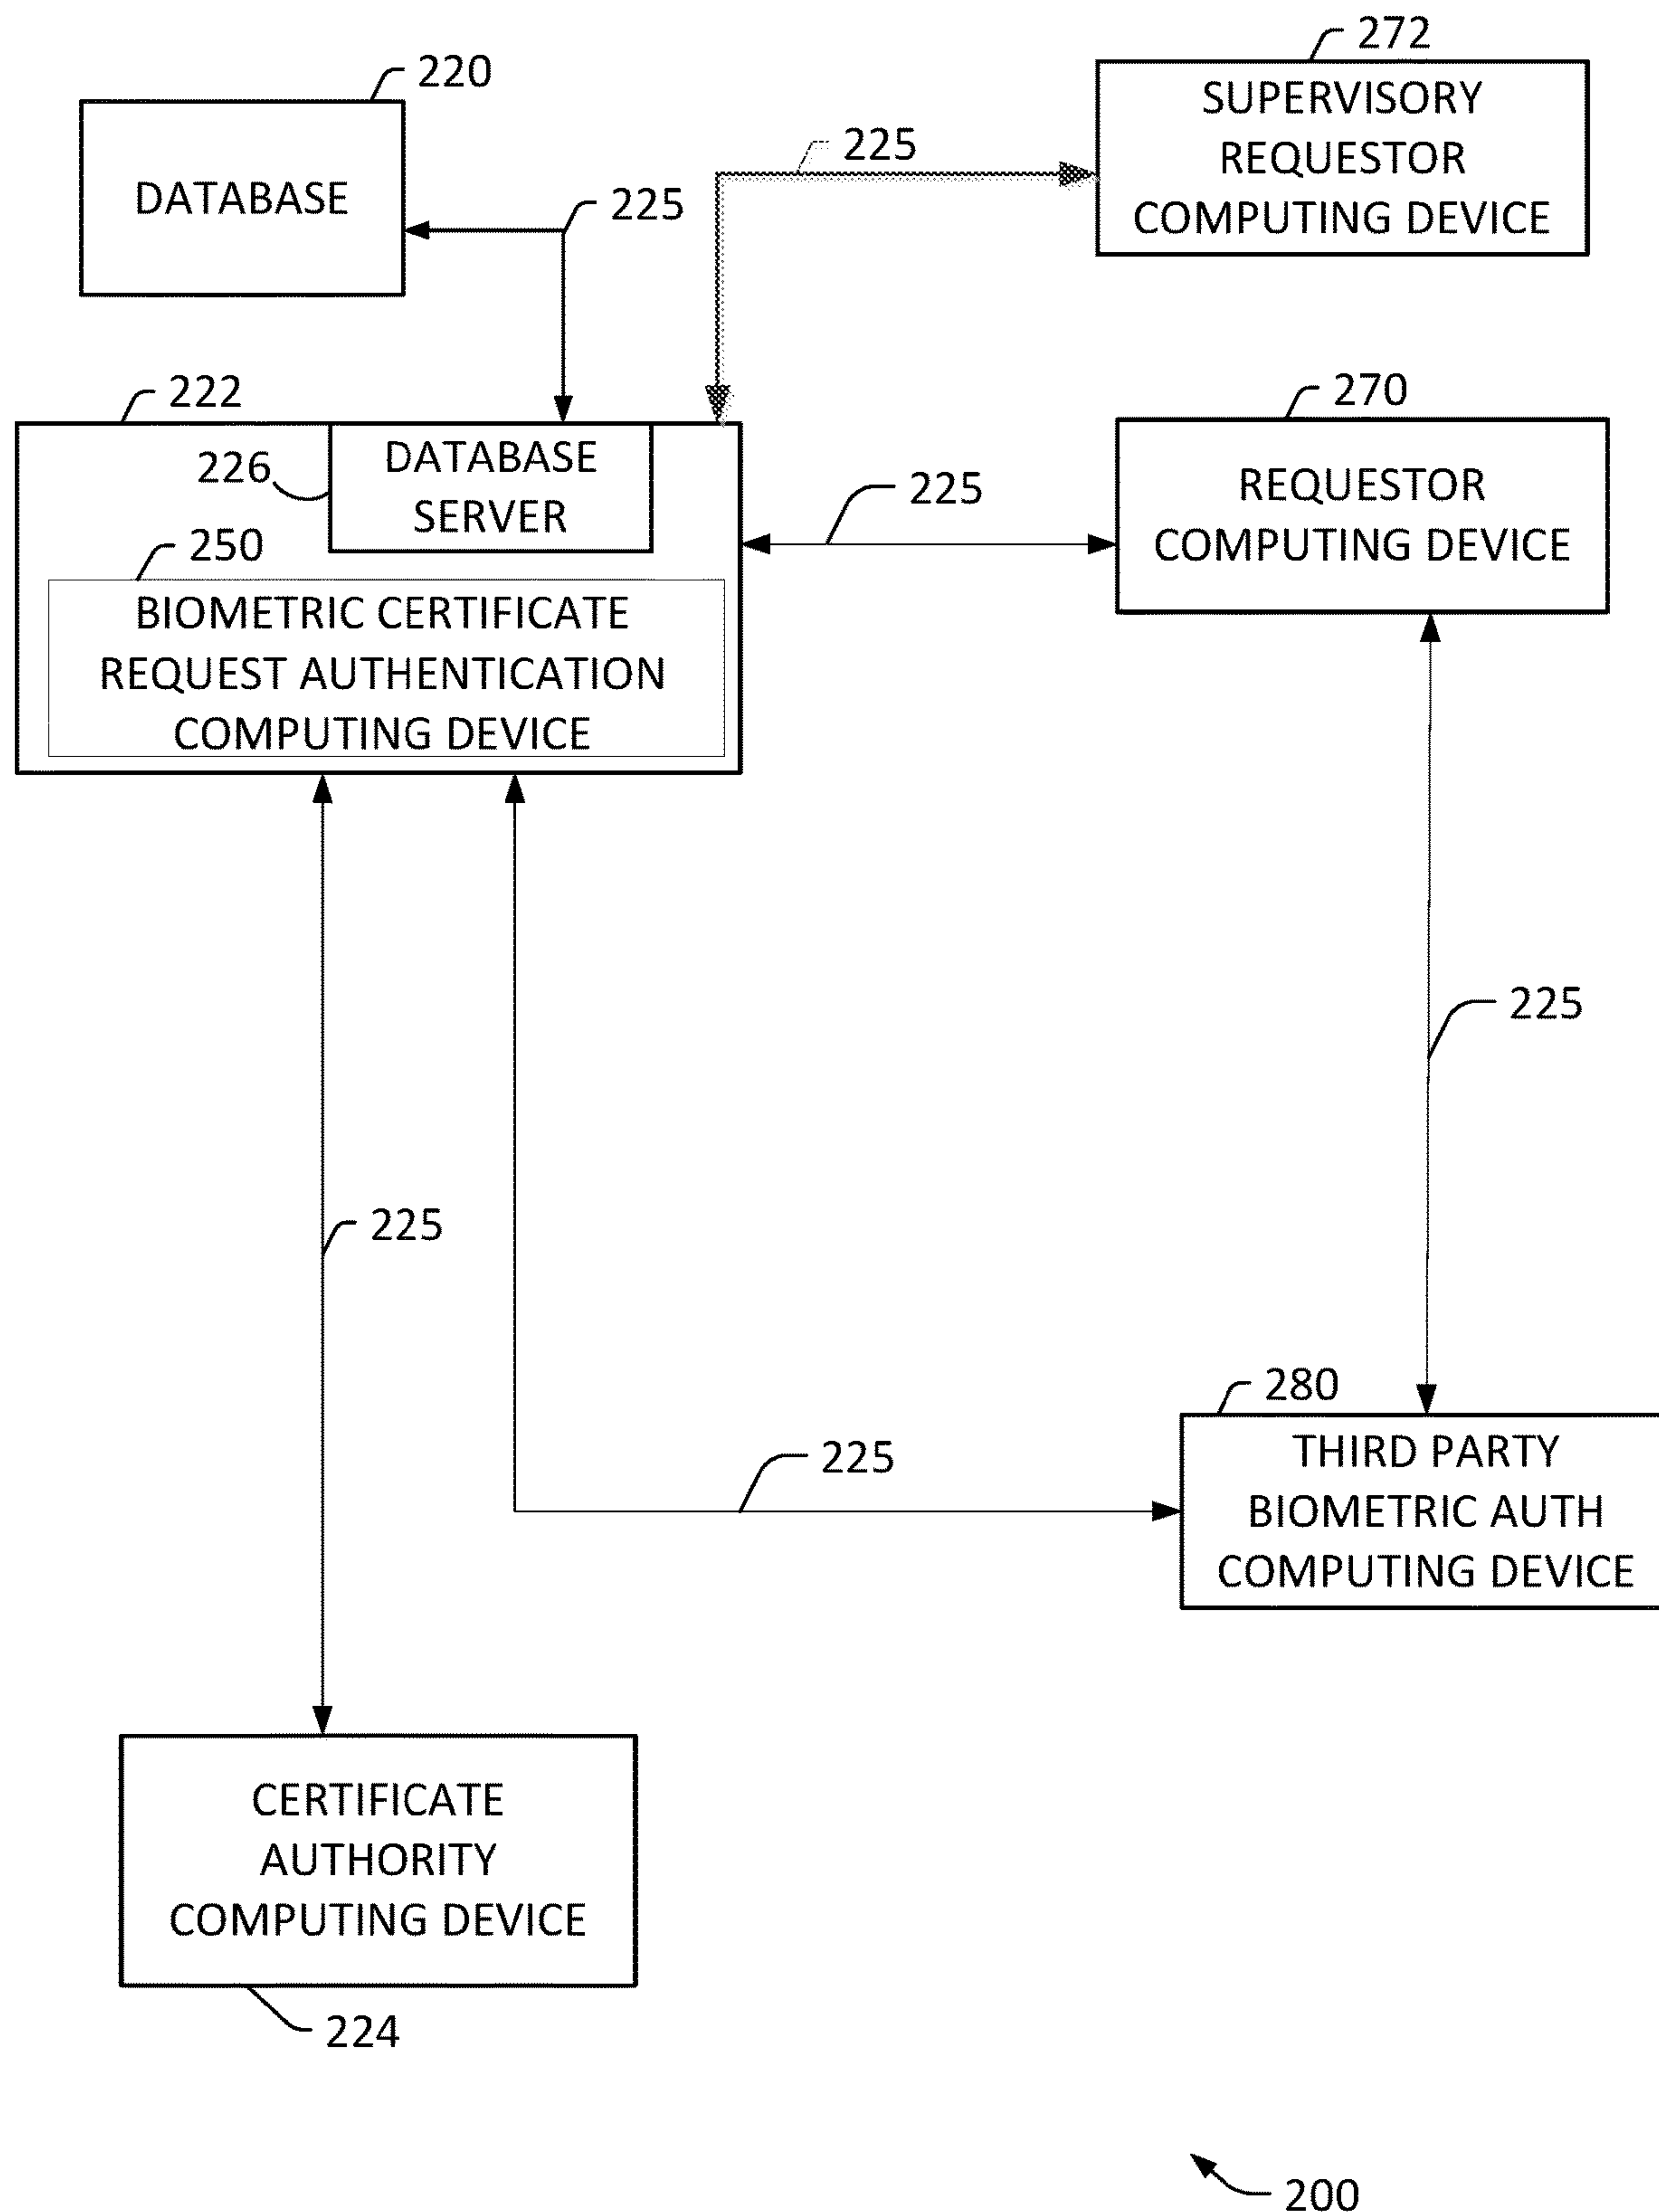 272
SUPERVISORY
REQUESTOR
COMPUTING DEVICE
220
DATABASE
225
225
222
226
DATABASE
SERVER
250
BIOMETRIC CERTIFICATE
REQUEST AUTHENTICATION
COMPUTING DEVICE
225
270
REQUESTOR
COMPUTING DEVICE
225
225
280
THIRD PARTY
BIOMETRIC AUTH
COMPUTING DEVICE
225
CERTIFICATE
AUTHORITY
COMPUTING DEVICE
224
200